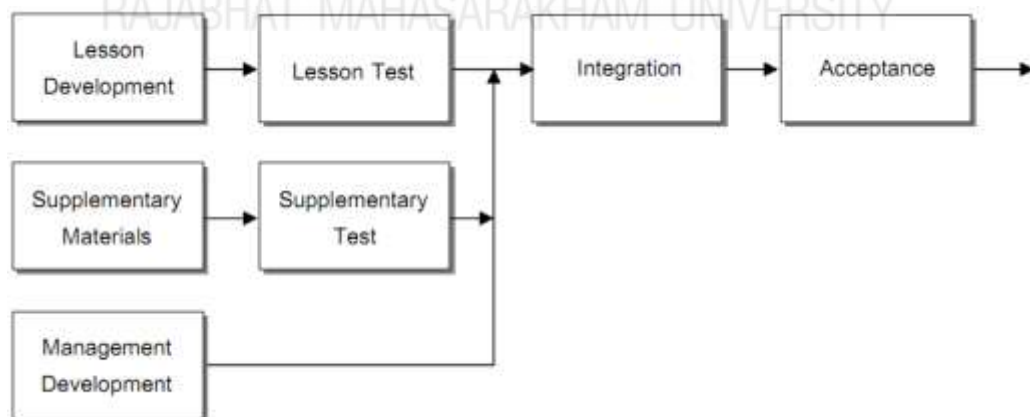 RAJABHAT MAHASARAKHAM UNIVERSITY
Lesson
Development
Lesson Test
Integration
Acceptance
Supplementary
Materials
Supplementary
Test
Management
Development